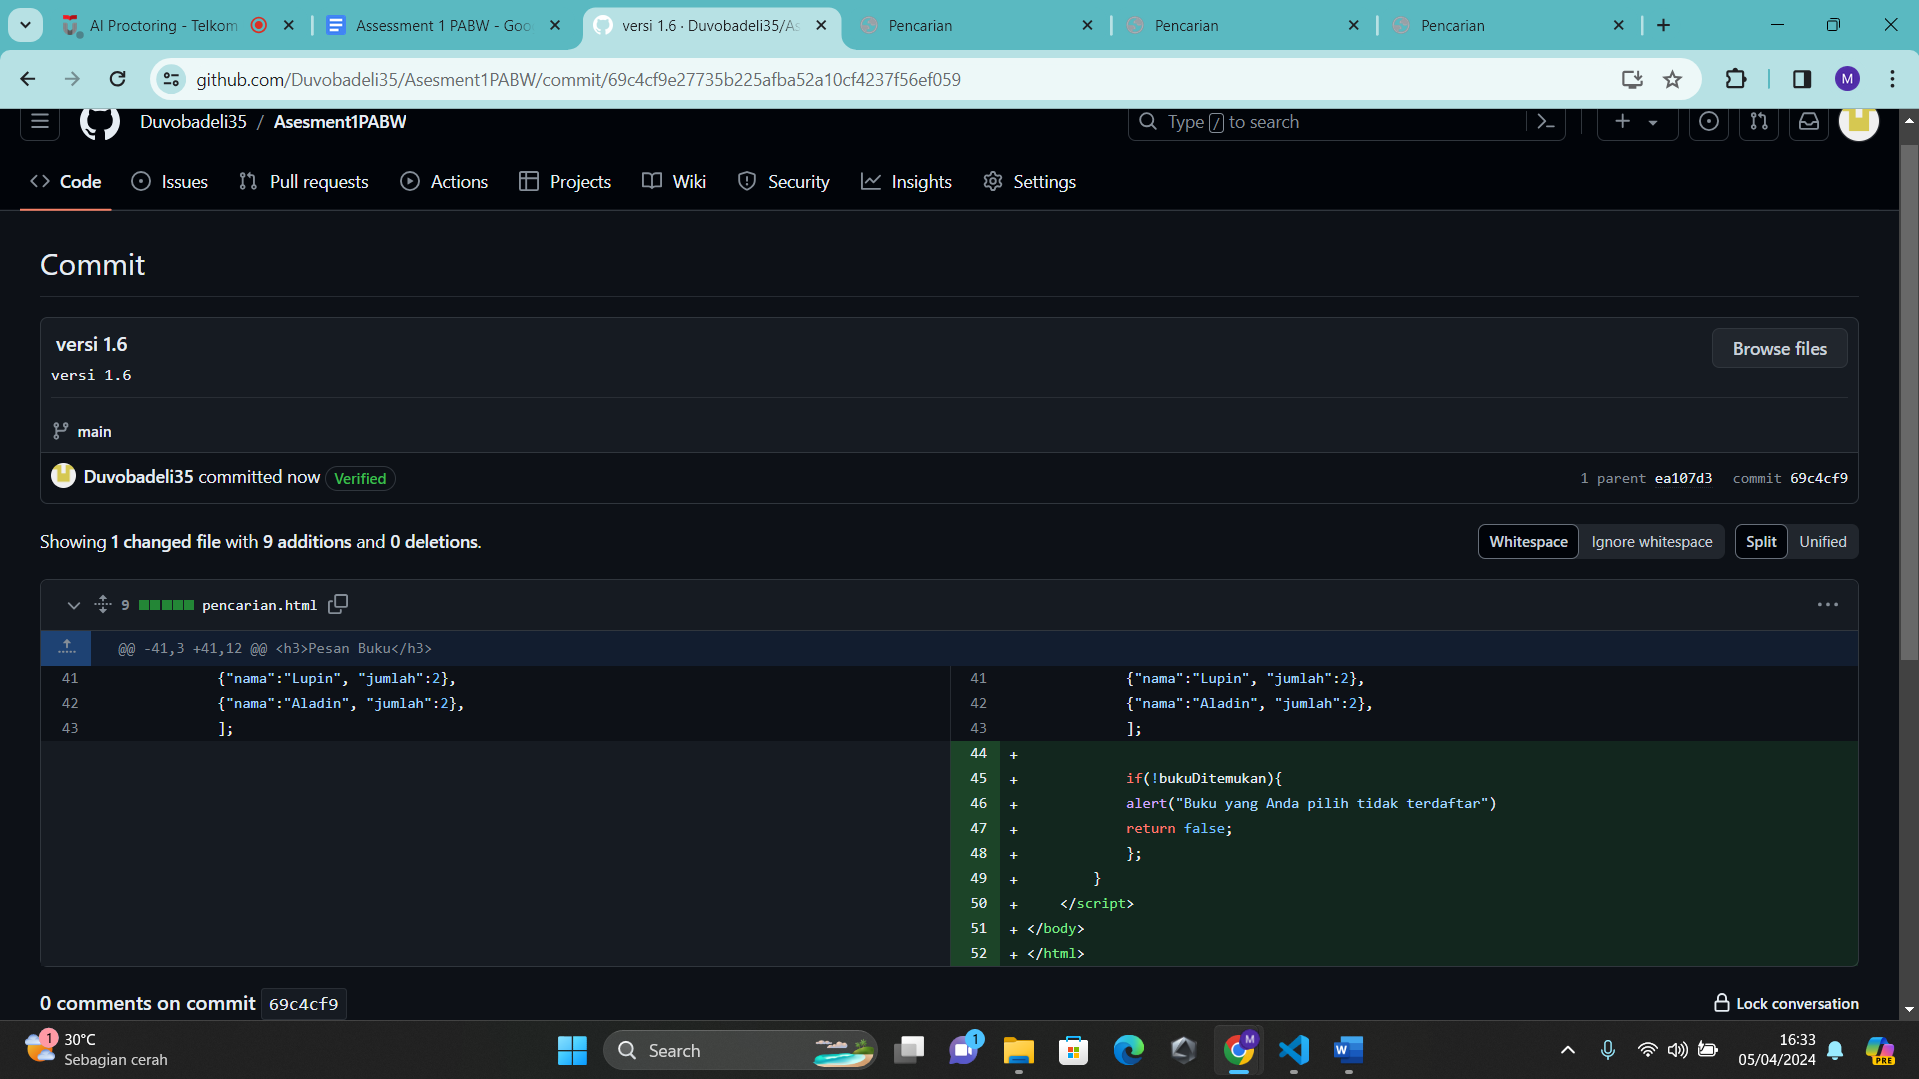 AI Proctoring - Telkom
Assessment 1 PABW - Goo
versi 1.6 · Duvobadeli35/As
Pencarian
Pencarian
Pencarian
github.com/Duvobadeli35/Asesment1PABW/commit/69c4cf9e27735b225afba52a10cf4237f56ef059
M
Duvobadeli35 / Asesment1PABW
Type / to search
Code
Issues
Pull requests
Actions
Projects
Wiki
Security
Insights
Settings
Commit
versi 1.6
Browse files
versi 1.6
main
Duvobadeli35 committed now Verified
1 parent ea107d3 commit 69c4cf9
Showing 1 changed file with 9 additions and 0 deletions.
Whitespace Ignore whitespace
Split Unified
9 pencarian.html
@@ -41,3 +41,12 @@ <h3>Pesan Buku</h3>
41 {"nama":"Lupin", "jumlah":2}, 41 {"nama":"Lupin", "jumlah":2},
42 {"nama":"Aladin", "jumlah":2}, 42 {"nama":"Aladin", "jumlah":2},
43 ]; 43 ];
44 +
45 + if(!bukuDitemukan){
46 + alert("Buku yang Anda pilih tidak terdaftar")
47 + return false;
48 + };
49 + }
50 + </script>
51 + </body>
52 + </html>
0 comments on commit 69c4cf9
Lock conversation
1
30°C
Sebagian cerah
Search
1
M
W
16:33
05/04/2024
PRE